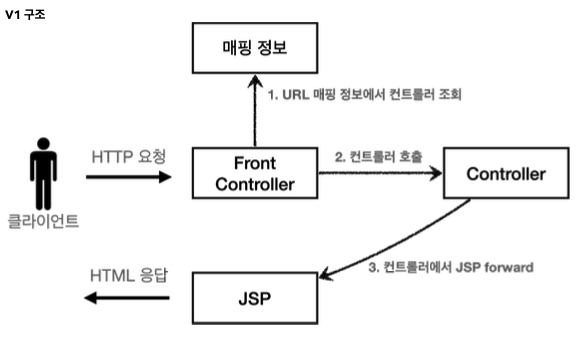 V1 구조
매핑 정보
1. URL 매핑 정보에서 컨트롤러 조회
HTTP 요청
Front
Controller
2. 컨트롤러 호출
Controller
클라이언트
3. 컨트롤러에서 JSP forward
HTML 응답
JSP